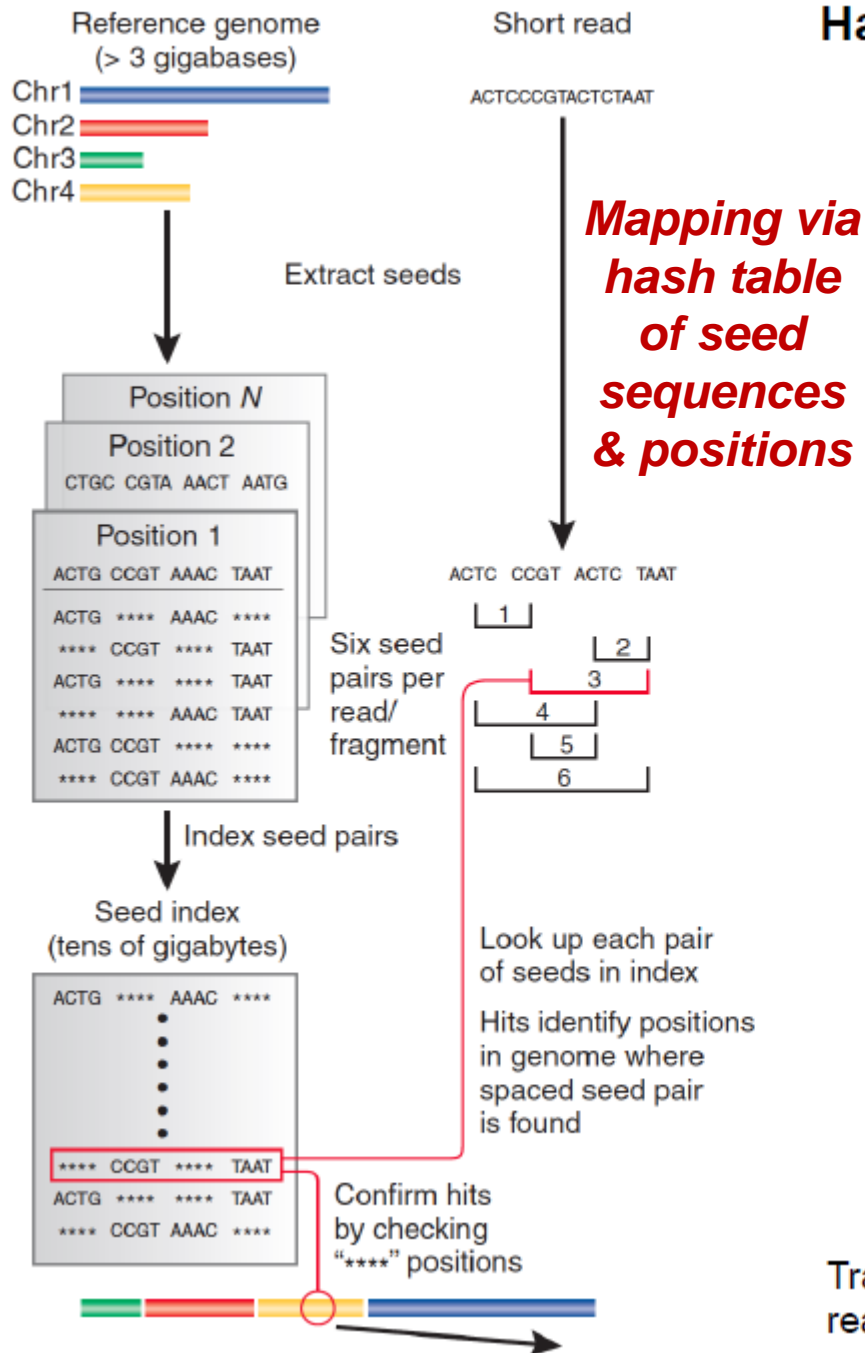 Reference genome
(> 3 gigabases)
Chr1
Chr2
Chr3
Chr4
Short read
ACTCCCGTACTCTAAT
Ha
Mapping via
hash table
of seed
sequences
& positions
Extract seeds
Position N
Position 2
CTGC CGTA AACT AATG
Position 1
ACTG CCGT AAAC TAAT
ACTG **** AAAC ****
**** CCGT **** TAAT
ACTG **** **** TAAT
**** **** AAAC TAAT
ACTG CCGT **** ****
**** CCGT AAAC ****
Six seed
pairs per
read/
fragment
ACTC CCGT ACTC TAAT
1
2
3
4
5
6
Index seed pairs
Seed index
(tens of gigabytes)
ACTG **** AAAC ****
**** CCGT **** TAAT
ACTG **** **** TAAT
**** CCGT AAAC ****
Look up each pair
of seeds in index
Hits identify positions
in genome where
spaced seed pair
is found
Confirm hits
by checking
"****" positions
Tra
rea